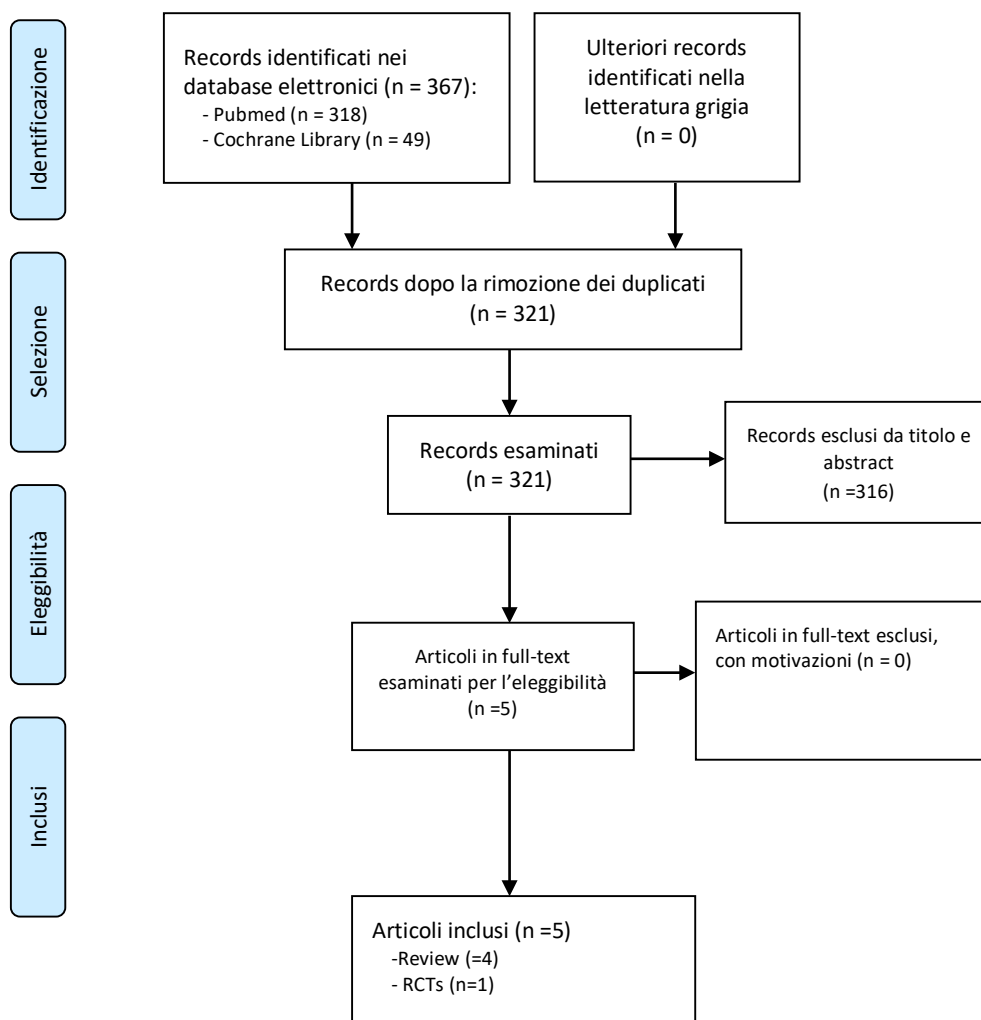 Identificazione
Records identificati nei
database elettronici (n = 367):
- Pubmed (n = 318)
- Cochrane Library (n = 49)
Ulteriori records
identificati nella
letteratura grigia
(n = 0)
Selezione
Records dopo la rimozione dei duplicati
(n = 321)
Records esaminati
(n = 321)
Records esclusi da titolo e
abstract
(n =316)
Eleggibilità
Articoli in full-text
esaminati per l’eleggibilità
(n =5)
Articoli in full-text esclusi,
con motivazioni (n = 0)
Inclusi
Articoli inclusi (n =5)
-Review (=4)
- RCTs (n=1)